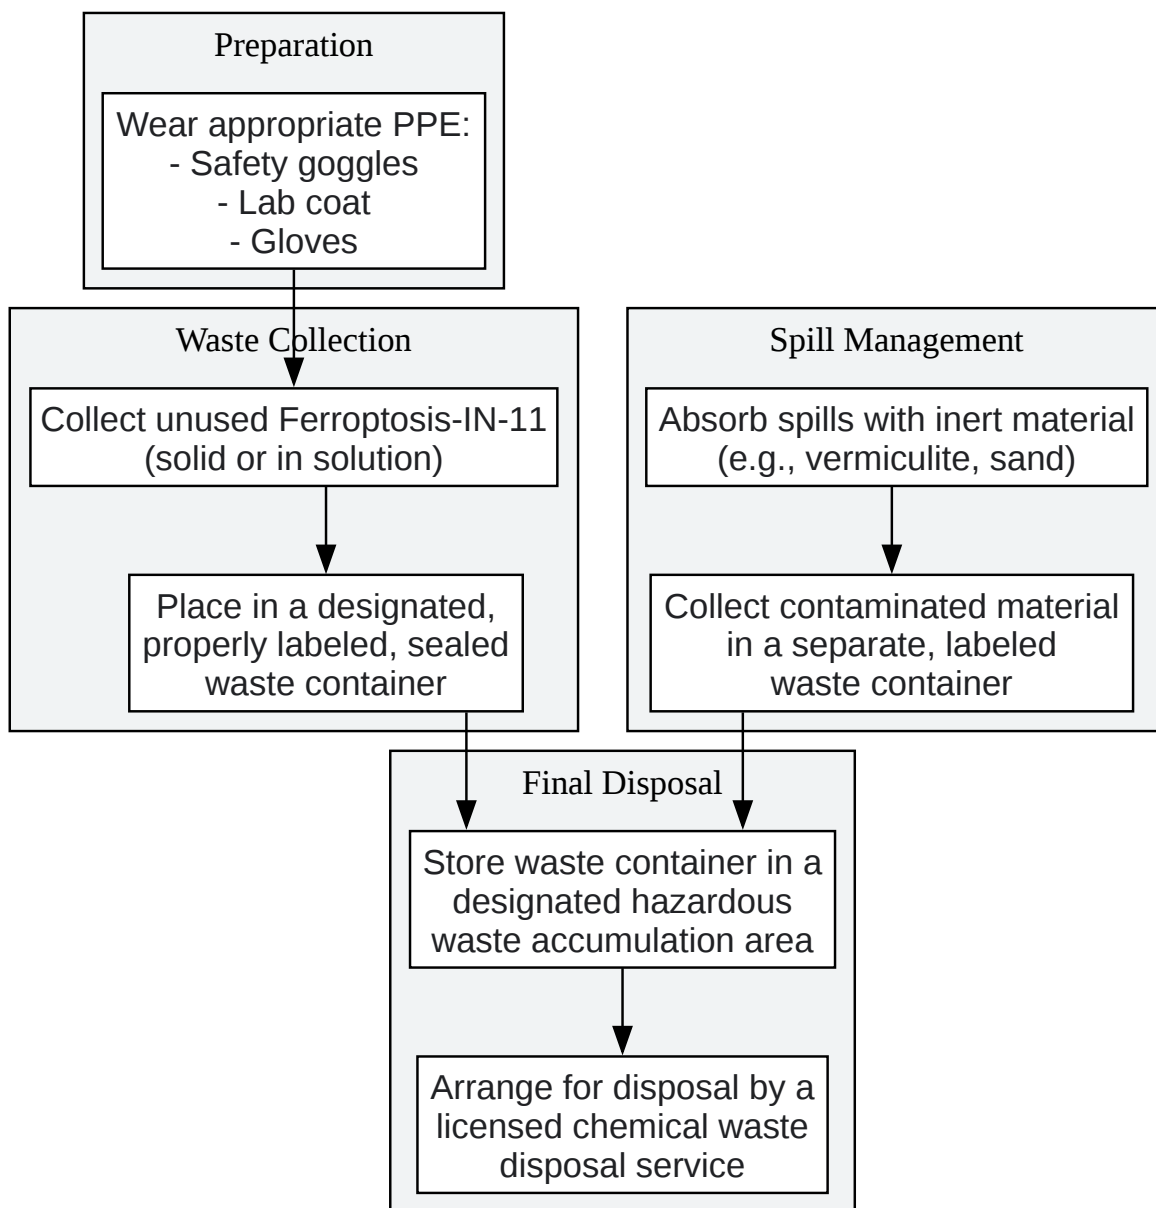 Preparation
Wear appropriate PPE:
- Safety goggles
- Lab coat
- Gloves
Waste Collection
Collect unused Ferroptosis-IN-11
(solid or in solution)
Place in a designated,
properly labeled, sealed
waste container
Spill Management
Absorb spills with inert material
(e.g., vermiculite, sand)
Collect contaminated material
in a separate, labeled
waste container
Final Disposal
Store waste container in a
designated hazardous
waste accumulation area
Arrange for disposal by a
licensed chemical waste
disposal service